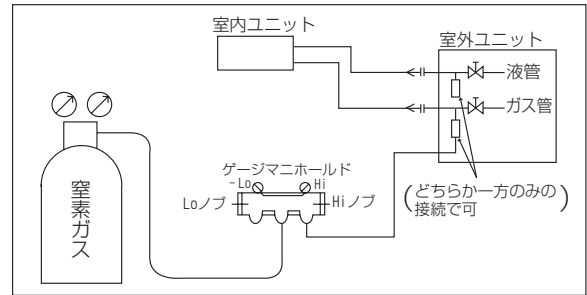 室内ユニット
室外ユニット
液管
ガス管
ゲージマニホールド
-Lo
Hi
Loノブ
Hiノブ
(どちらか一方のみの
接続で可)
窒素ガス